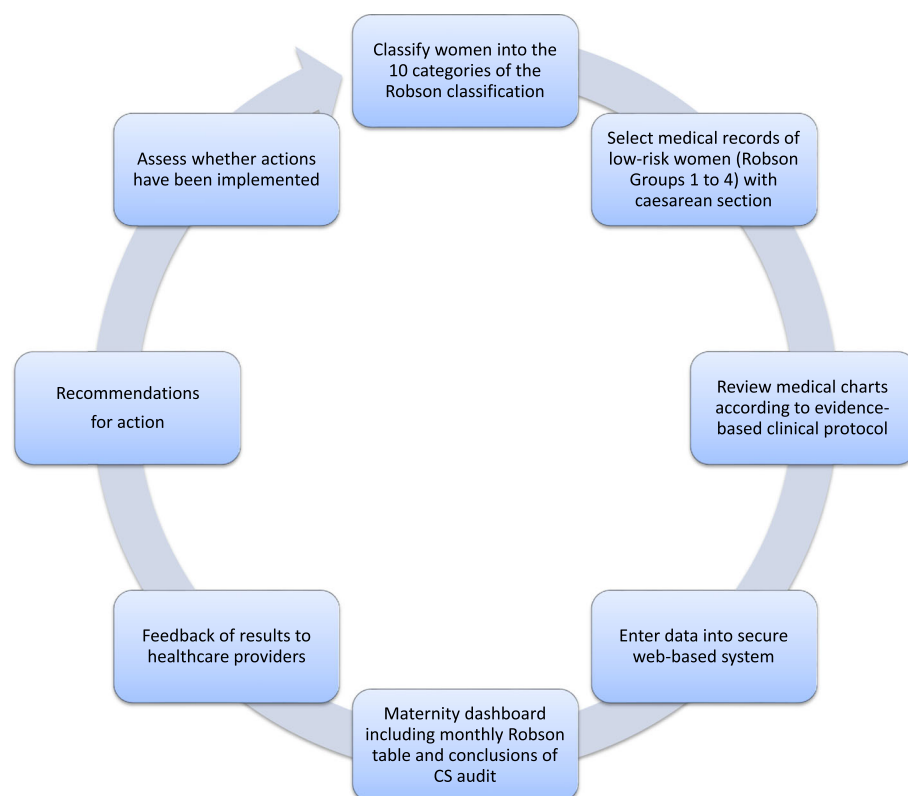 Classify women into the
10 categories of the
Robson classification
Select medical records of
low-risk women (Robson
Groups 1 to 4) with
caesarean section
Review medical charts
according to evidence-
based clinical protocol
Enter data into secure
web-based system
Maternity dashboard
including monthly Robson
table and conclusions of
CS audit
Feedback of results to
healthcare providers
Recommendations
for action
Assess whether actions
have been implemented